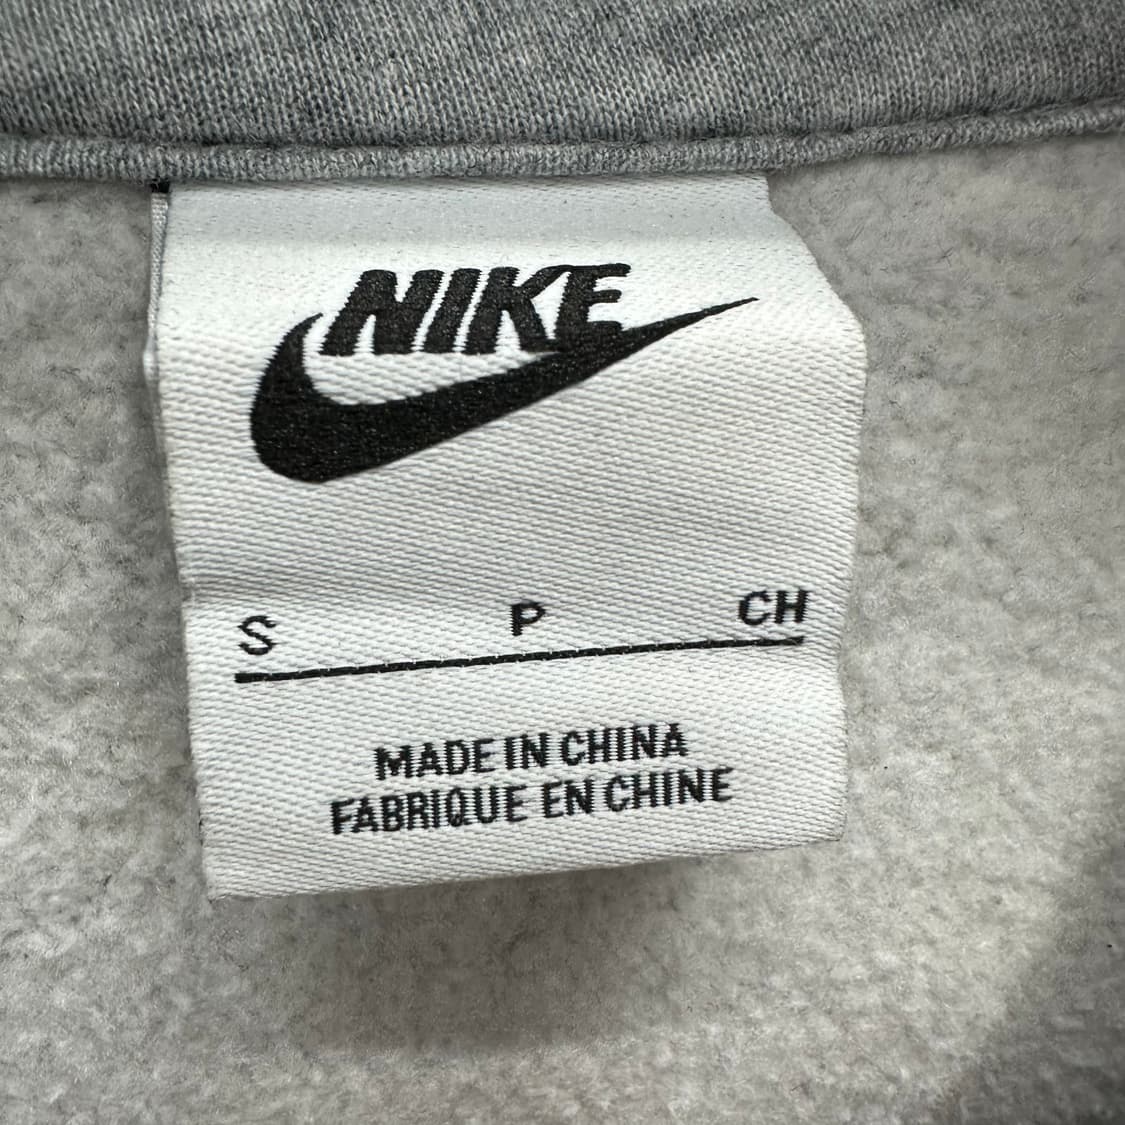 NIKE
S P CH
MADE IN CHINA
FABRIQUE EN CHINE